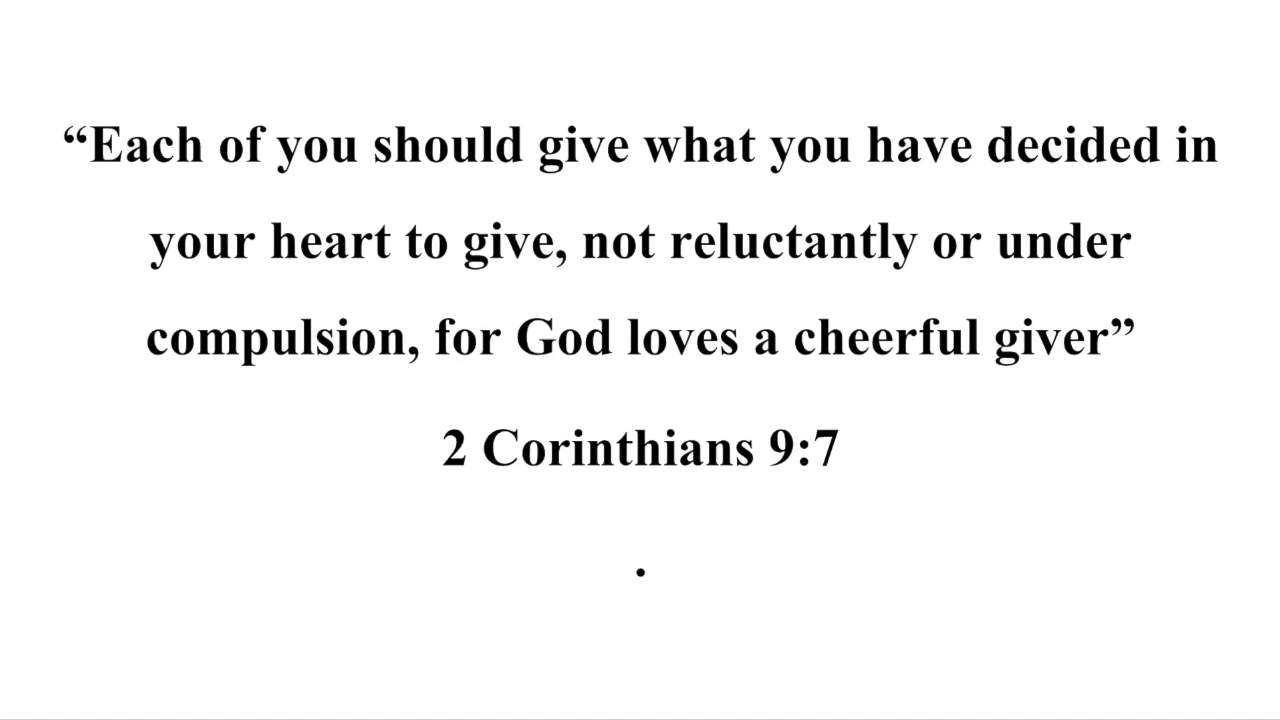 “Each of you should give what you have decided in
your heart to give, not reluctantly or under
compulsion, for God loves a cheerful giver”
2 Corinthians 9:7
.